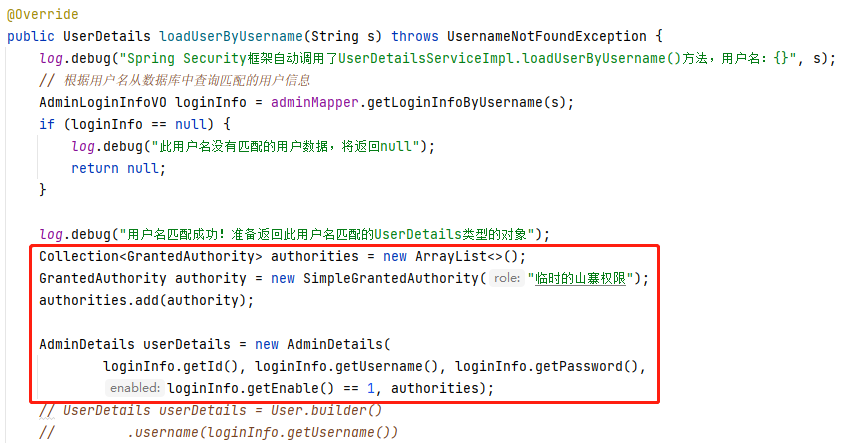 @Override
public UserDetails loadUserByUsername(String s) throws UsernameNotFoundException {
log.debug("Spring Security框架自动调用了UserDetailsServiceImpl.loadUserByUsername()方法，用户名：{}", s);
// 根据用户名从数据库中查询匹配的用户信息
AdminLoginInfoVO loginInfo = adminMapper.getLoginInfoByUsername(s);
if (loginInfo == null) {
log.debug("此用户名没有匹配的用户数据，将返回null");
return null;
}
log.debug("用户名匹配成功！准备返回此用户名匹配的UserDetails类型的对象");
Collection<GrantedAuthority> authorities = new ArrayList<>();
GrantedAuthority authority = new SimpleGrantedAuthority( role: "临时的山寨权限");
authorities.add(authority);
AdminDetails userDetails = new AdminDetails(
loginInfo.getId(), loginInfo.getUsername(), loginInfo.getPassword(),
enabled: loginInfo.getEnable() == 1, authorities);
// UserDetails userDetails = User.builder()
// .username(loginInfo.getUsername())